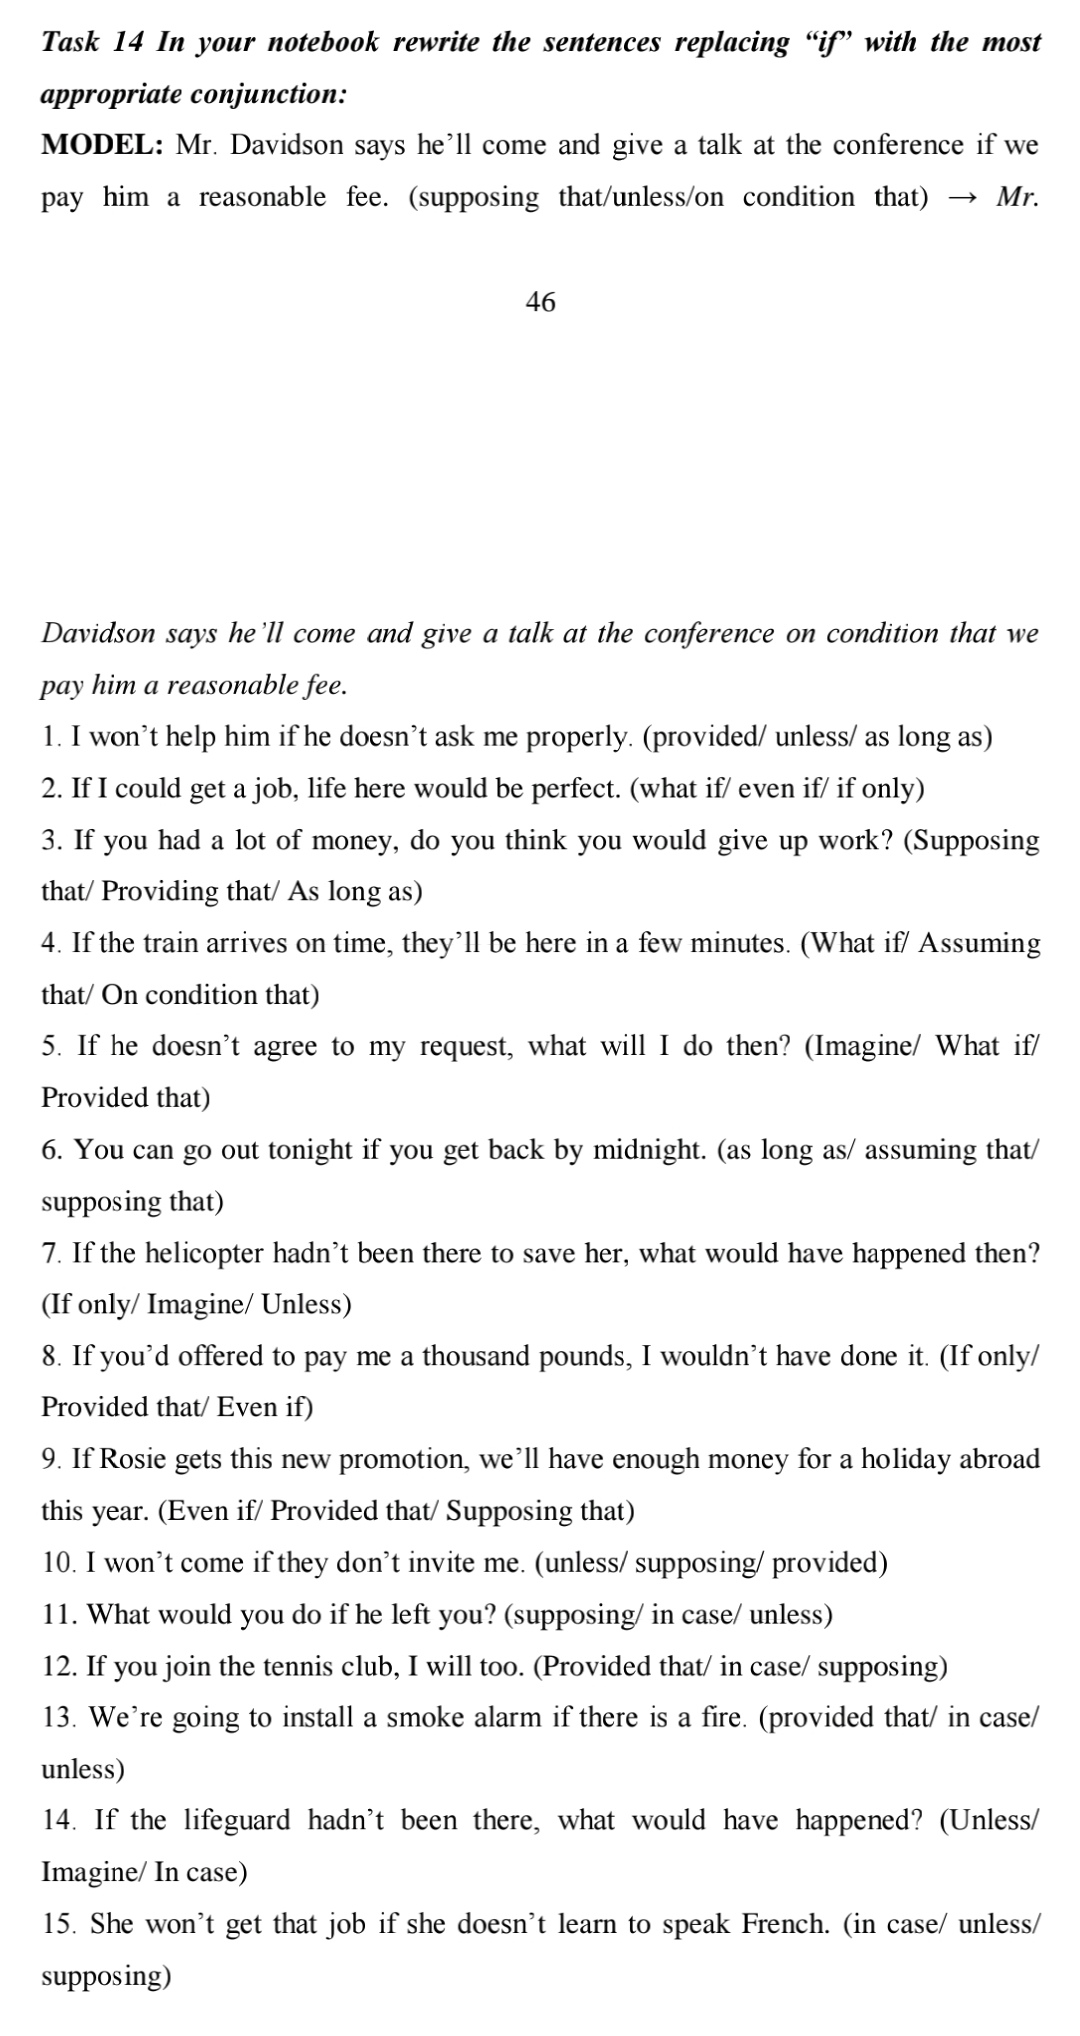 Task 14 In your notebook rewrite the sentences replacing “if” with the most
appropriate conjunction:
MODEL: Mr. Davidson says he’ll come and give a talk at the conference if we
pay him a reasonable fee. (supposing that/unless/on condition that) → Mr.
46
Davidson says he’ll come and give a talk at the conference on condition that we
pay him a reasonable fee.
1. I won’t help him if he doesn’t ask me properly. (provided/ unless/ as long as)
2. If I could get a job, life here would be perfect. (what if/ even if/ if only)
3. If you had a lot of money, do you think you would give up work? (Supposing
that/ Providing that/ As long as)
4. If the train arrives on time, they’ll be here in a few minutes. (What if/ Assuming
that/ On condition that)
5. If he doesn’t agree to my request, what will I do then? (Imagine/ What if/
Provided that)
6. You can go out tonight if you get back by midnight. (as long as/ assuming that/
supposing that)
7. If the helicopter hadn’t been there to save her, what would have happened then?
(If only/ Imagine/ Unless)
8. If you’d offered to pay me a thousand pounds, I wouldn’t have done it. (If only/
Provided that/ Even if)
9. If Rosie gets this new promotion, we’ll have enough money for a holiday abroad
this year. (Even if/ Provided that/ Supposing that)
10. I won’t come if they don’t invite me. (unless/ supposing/ provided)
11. What would you do if he left you? (supposing/ in case/ unless)
12. If you join the tennis club, I will too. (Provided that/ in case/ supposing)
13. We’re going to install a smoke alarm if there is a fire. (provided that/ in case/
unless)
14. If the lifeguard hadn’t been there, what would have happened? (Unless/
Imagine/ In case)
15. She won’t get that job if she doesn’t learn to speak French. (in case/ unless/
supposing)